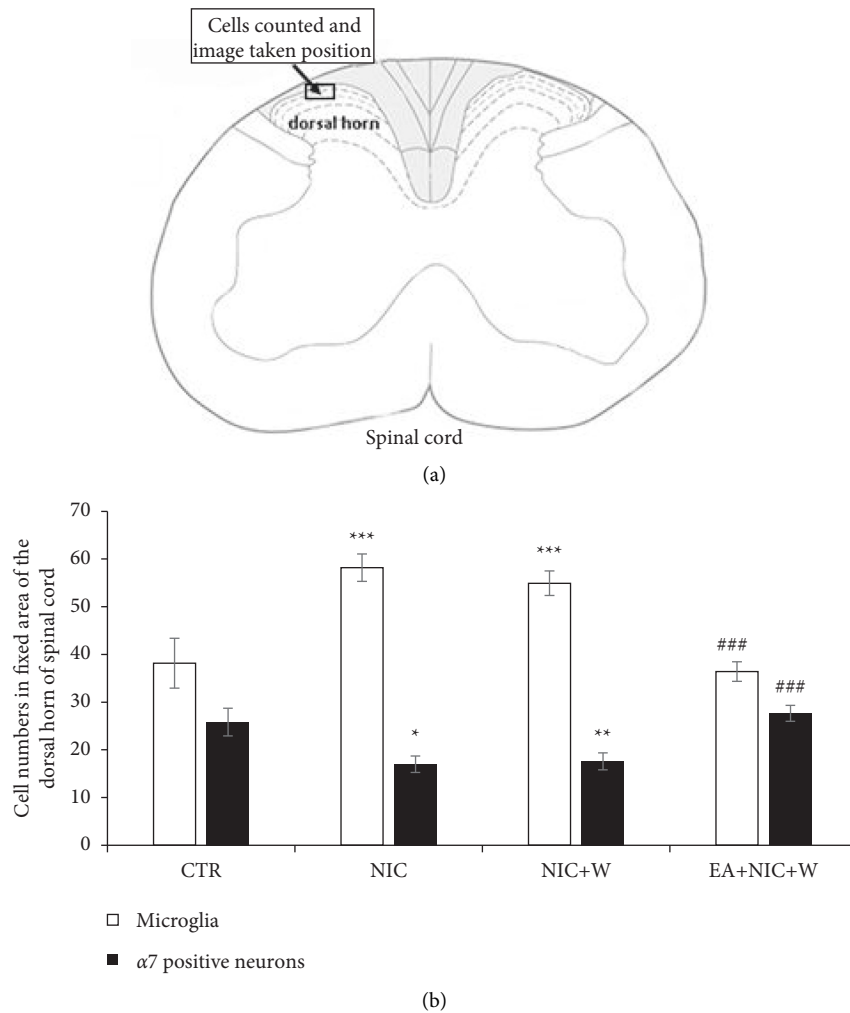 Cells counted and
image taken position
dorsal horn
Spinal cord
(a)
Cell numbers in fixed area of the
dorsal horn of spinal cord
70
60
50
40
30
20
10
0
***
***
###
###
*
**
CTR
NIC
NIC+W
EA+NIC+W
Microglia
α7 positive neurons
(b)